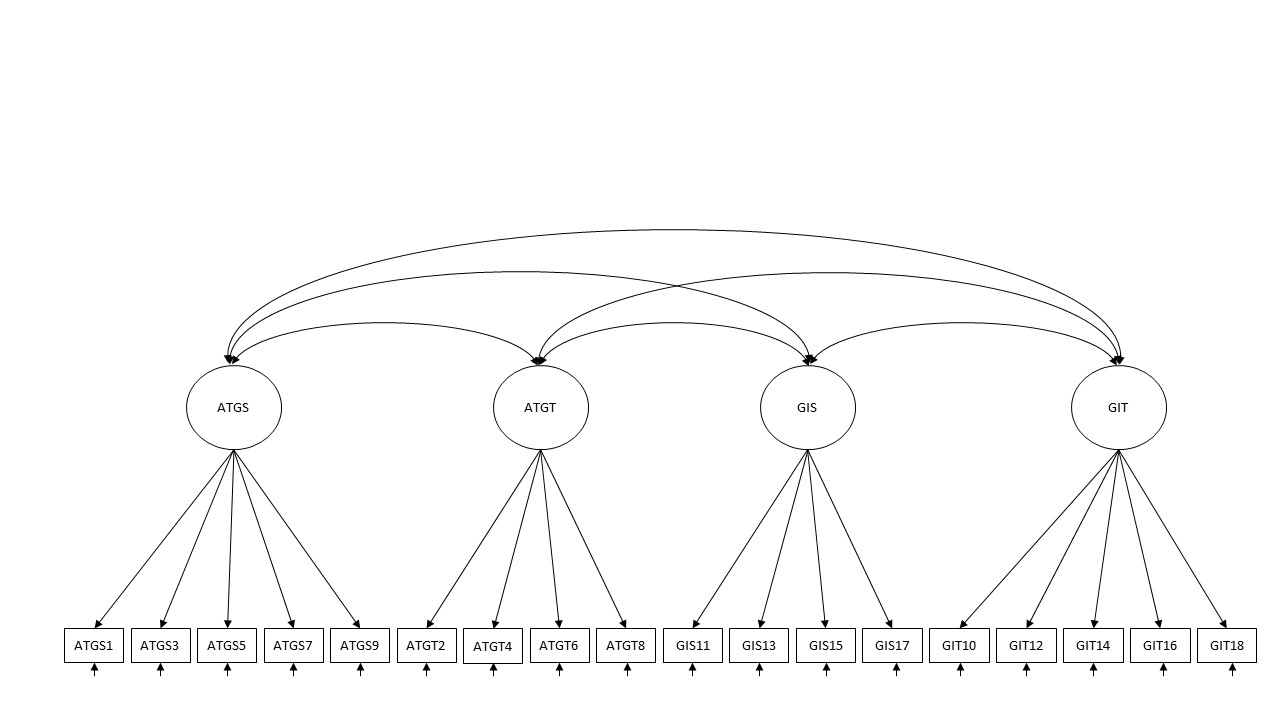 ATGS
ATGT
GIS
GIT
ATGS1
ATGS3
ATGS5
ATGS7
ATGS9
ATGT2
ATGT4
ATGT6
ATGT8
GIS11
GIS13
GIS15
GIS17
GIT10
GIT12
GIT14
GIT16
GIT18